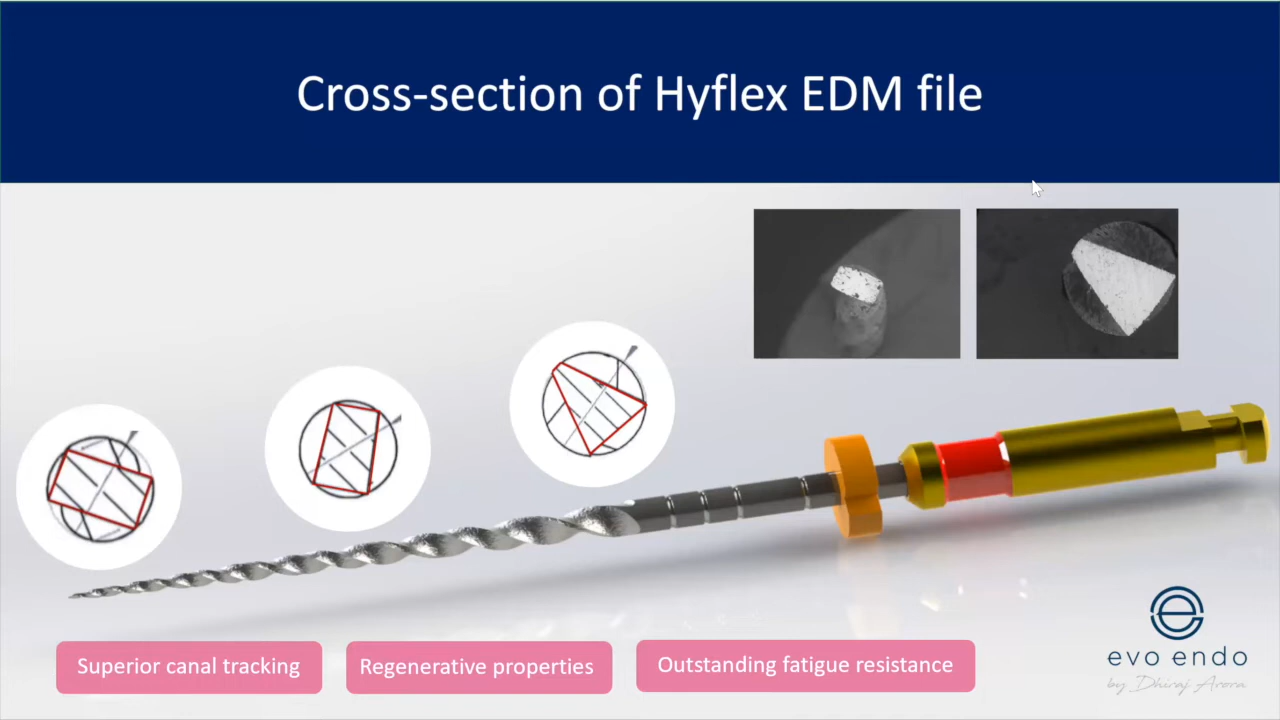 Cross-section of Hyflex EDM file
Superior canal tracking
Regenerative properties
Outstanding fatigue resistance
evo endo
by Dhiraj Arora